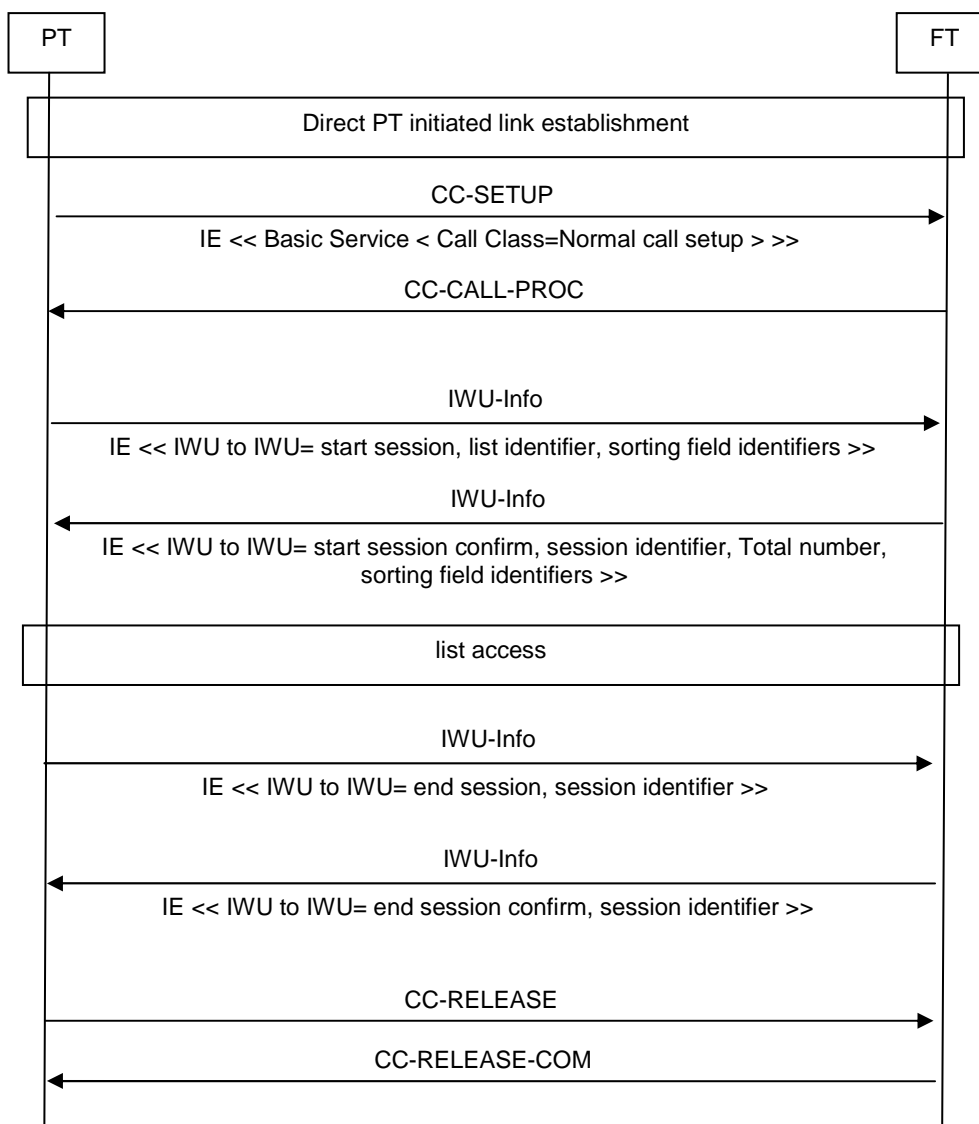 PT
FT
Direct PT initiated link establishment
CC-SETUP
IE << Basic Service < Call Class=Normal call setup > >>
CC-CALL-PROC
IWU-Info
IE << IWU to IWU= start session, list identifier, sorting field identifiers >>
IWU-Info
IE << IWU to IWU= start session confirm, session identifier, Total number,
sorting field identifiers >>
list access
IWU-Info
IE << IWU to IWU= end session, session identifier >>
IWU-Info
IE << IWU to IWU= end session confirm, session identifier >>
CC-RELEASE
CC-RELEASE-COM